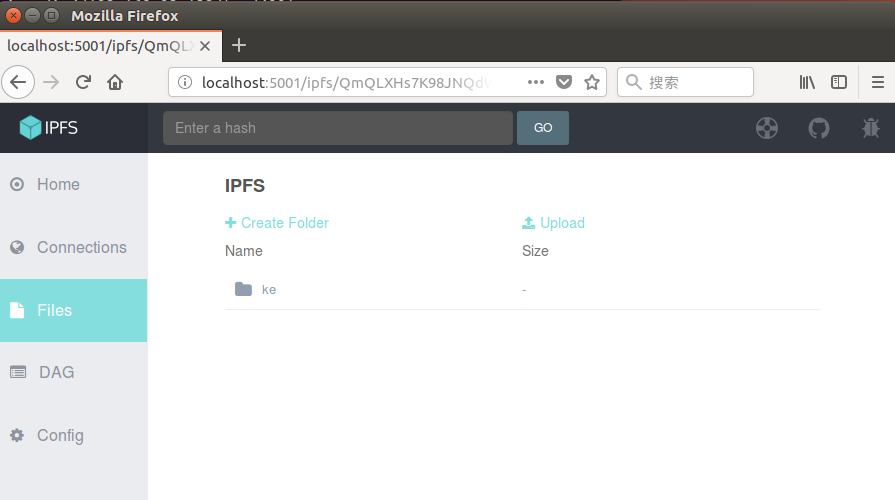 Mozilla Firefox
localhost:5001/ipfs/QmQLX
localhost:5001/ipfs/QmQLXHs7K98JNQdV
搜索
IPFS
Enter a hash
GO
Home
Connections
Files
DAG
Config
IPFS
Create Folder
Upload
Name
Size
ke
-